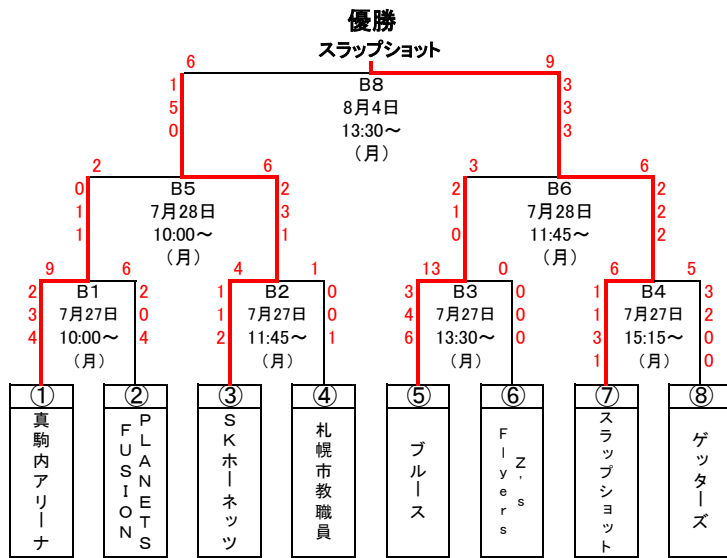 優勝
スラップショット
6
9
1
5
0
B8
8月4日
13:30～
（月）
3
3
3
2
6
3
6
0
1
1
B5
7月28日
10:00～
（月）
2
3
1
2
1
0
B6
7月28日
11:45～
（月）
2
2
2
9
6
4
1
13
0
6
5
2
3
4
B1
7月27日
10:00～
（月）
2
0
4
1
1
2
B2
7月27日
11:45～
（月）
0
0
1
3
4
6
B3
7月27日
13:30～
（月）
0
0
0
1
1
3
1
B4
7月27日
15:15～
（月）
3
2
0
0
①
②
③
④
⑤
⑥
⑦
⑧
真駒内アリーナ
PLANETS
FUSION
SKホーネッツ
札幌市教職員
ブルース
Z's
Flyers
スラップショット
ゲッターズ